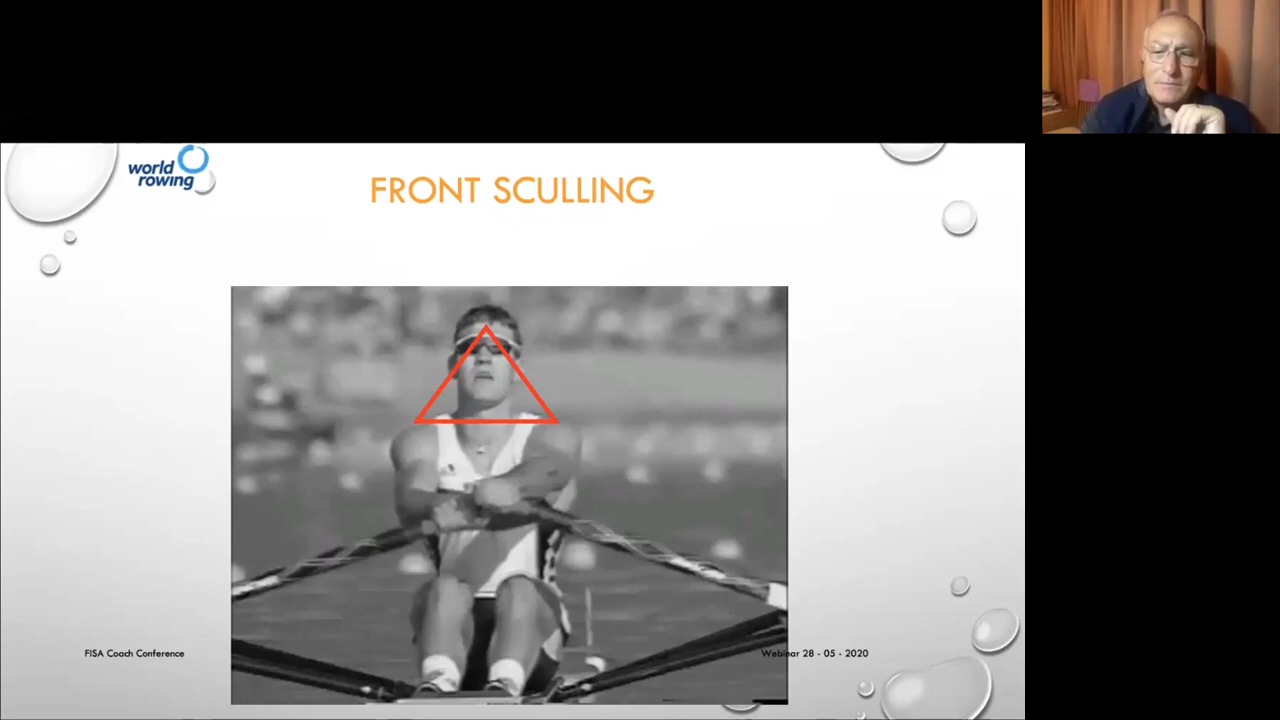 world
rowing
FRONT SCULLING
FISA Coach Conference
Webinar 28 - 05 - 2020